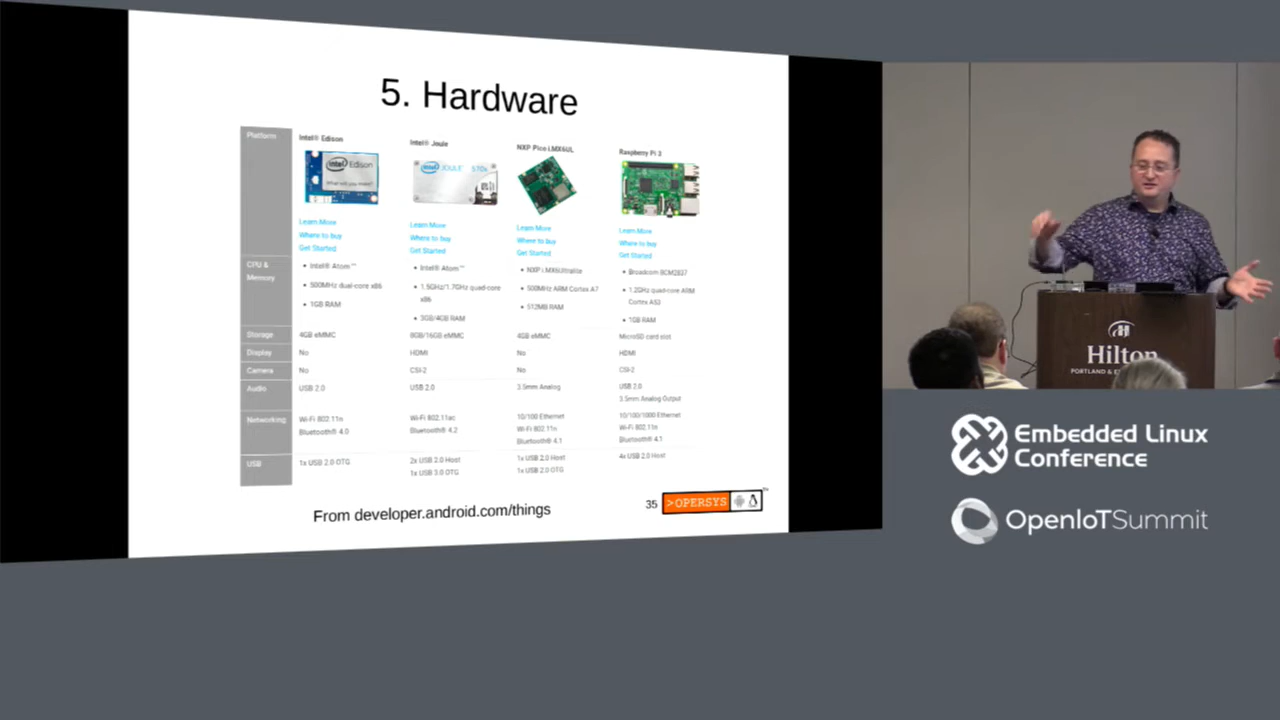 5. Hardware
Platform
Intel® Edison
Intel® Joule
NXP Pico i.MX6UL
Raspberry Pi 3
intel Edison
What will you make?
intel JOULE™ 570x
Learn More
Where to buy
Get Started
Learn More
Where to buy
Get Started
Learn More
Where to buy
Get Started
Learn More
Where to buy
Get Started
CPU &
Memory
• Intel® Atom™
• 500MHz dual-core x86
• 1GB RAM
• Intel® Atom™
• 1.5GHz/1.7GHz quad-core
x86
• 3GB/4GB RAM
• NXP i.MX6Ultralite
• 500MHz ARM Cortex A7
• 512MB RAM
• Broadcom BCM2837
• 1.2GHz quad-core ARM
Cortex A53
• 1GB RAM
Storage
4GB eMMC
8GB/16GB eMMC
4GB eMMC
MicroSD card slot
Display
No
HDMI
No
HDMI
Camera
No
CSI-2
No
CSI-2
Audio
USB 2.0
USB 2.0
3.5mm Analog
USB 2.0
3.5mm Analog Output
Networking
Wi-Fi 802.11n
Bluetooth® 4.0
Wi-Fi 802.11ac
Bluetooth® 4.2
10/100 Ethernet
Wi-Fi 802.11n
Bluetooth® 4.1
10/100/1000 Ethernet
Wi-Fi 802.11n
Bluetooth® 4.1
USB
1x USB 2.0 OTG
2x USB 2.0 Host
1x USB 3.0 OTG
1x USB 2.0 Host
1x USB 2.0 OTG
4x USB 2.0 Host
From developer.android.com/things
35
>OPERSYS
Hilton
Embedded Linux
Conference
OpenIoTSummit